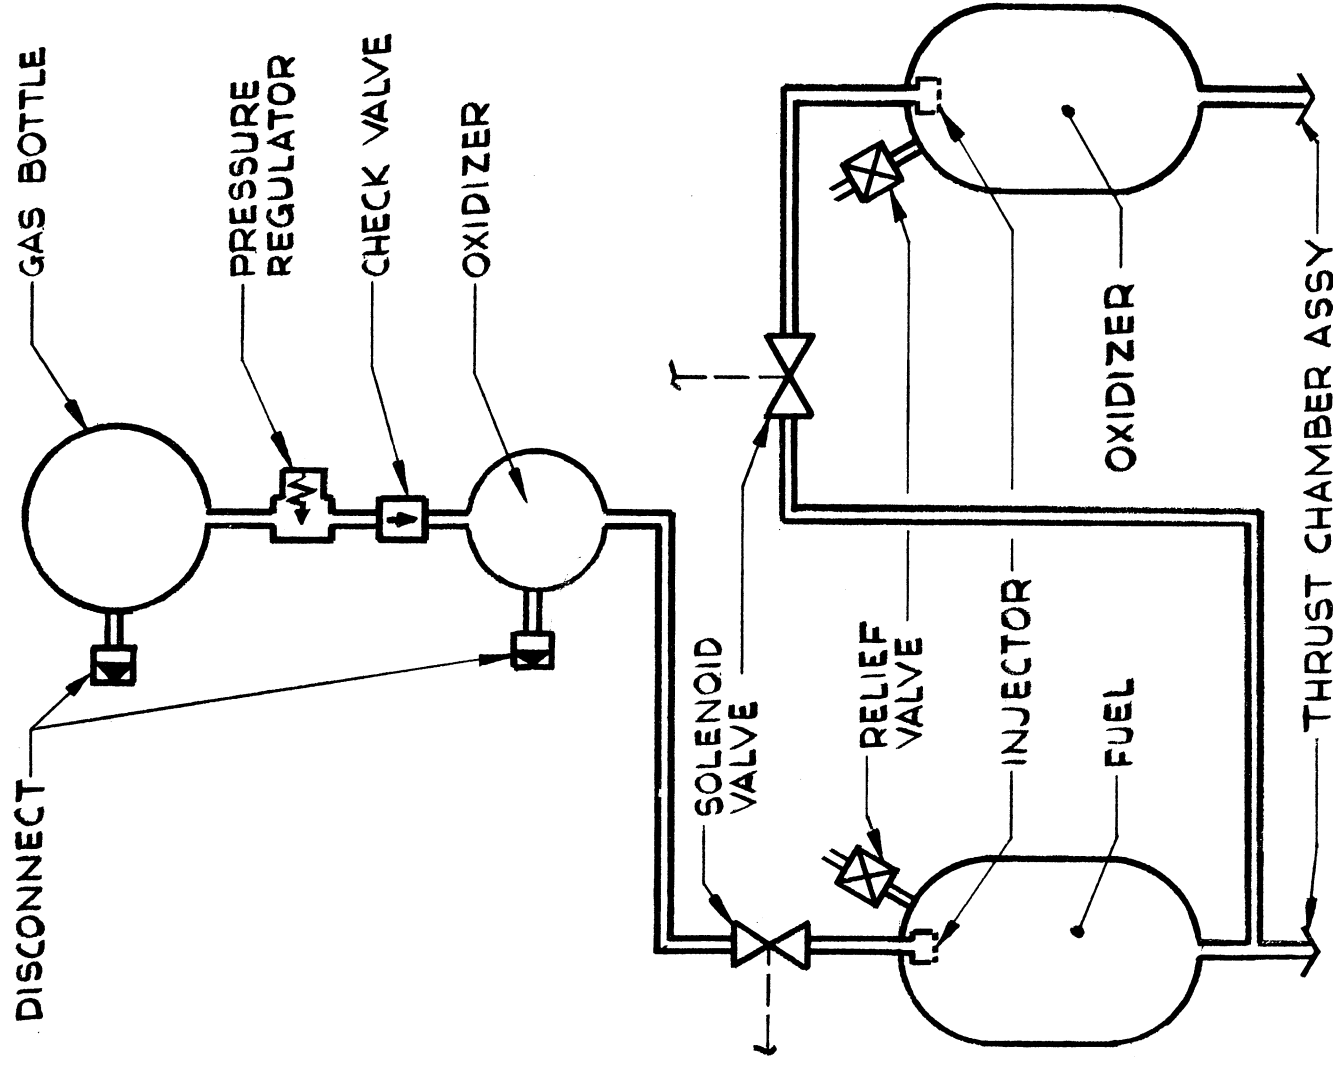 DISCONNECT
GAS BOTTLE
PRESSURE
REGULATOR
CHECK VALVE
OXIDIZER
SOLENOID
VALVE
RELIEF
VALVE
INJECTOR
FUEL
OXIDIZER
THRUST CHAMBER ASSY